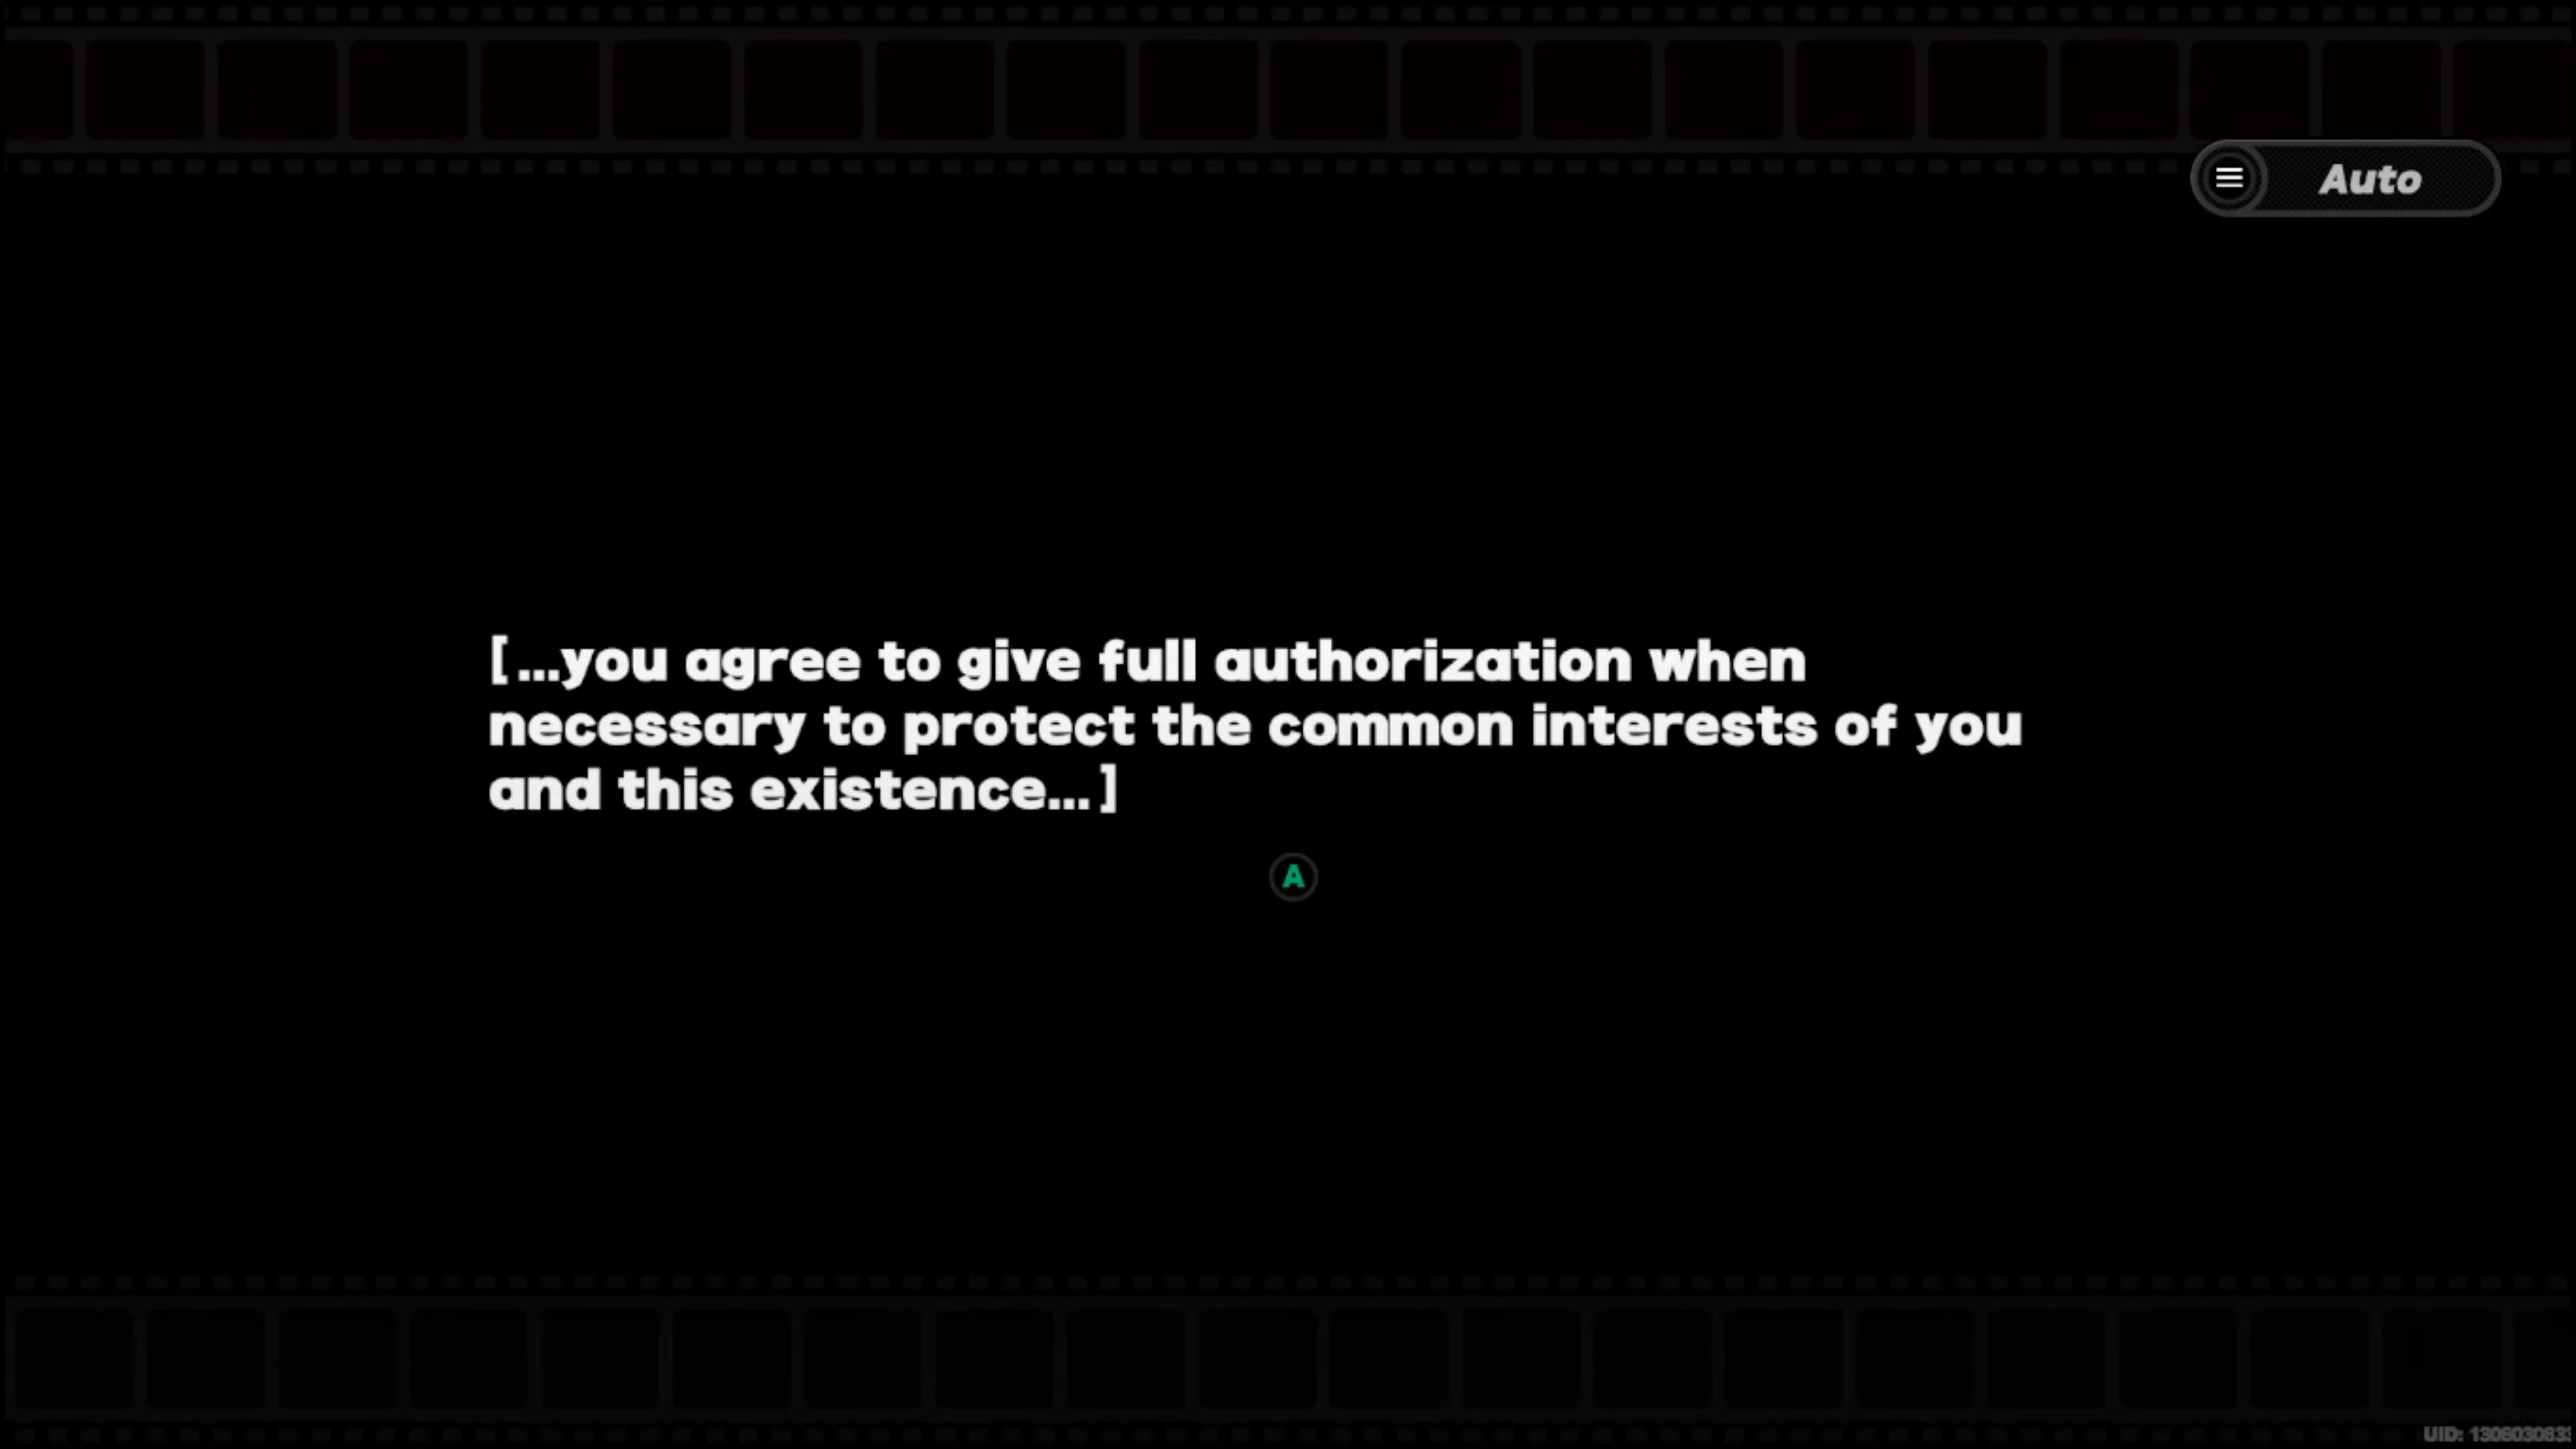 Auto
[...you agree to give full authorization when
necessary to protect the common interests of you
and this existence...]
A